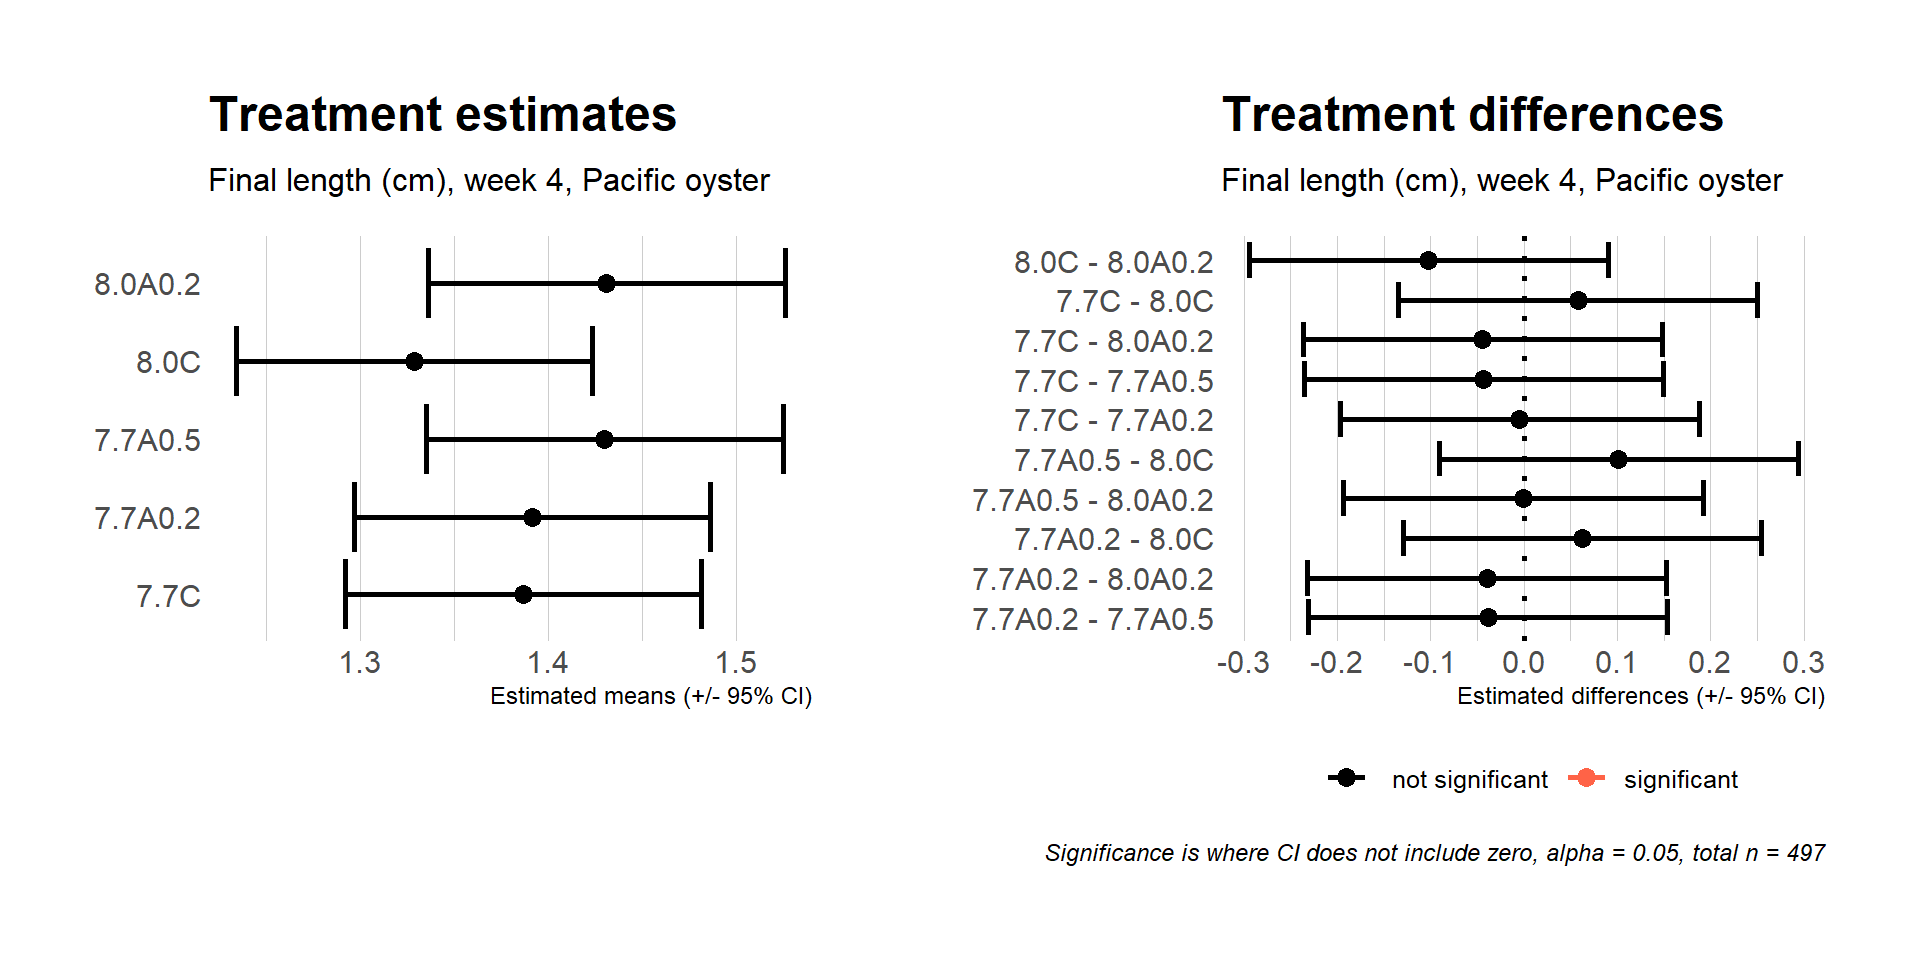 Treatment estimates
Final length (cm), week 4, Pacific oyster
8.0A0.2
8.0C
7.7A0.5
7.7A0.2
7.7C
1.3 1.4 1.5
Estimated means (+/- 95% CI)
Treatment differences
Final length (cm), week 4, Pacific oyster
8.0C - 8.0A0.2
7.7C - 8.0C
7.7C - 8.0A0.2
7.7C - 7.7A0.5
7.7C - 7.7A0.2
7.7A0.5 - 8.0C
7.7A0.5 - 8.0A0.2
7.7A0.2 - 8.0C
7.7A0.2 - 8.0A0.2
7.7A0.2 - 7.7A0.5
-0.3 -0.2 -0.1 0.0 0.1 0.2 0.3
Estimated differences (+/- 95% CI)
not significant significant
Significance is where CI does not include zero, alpha = 0.05, total n = 497